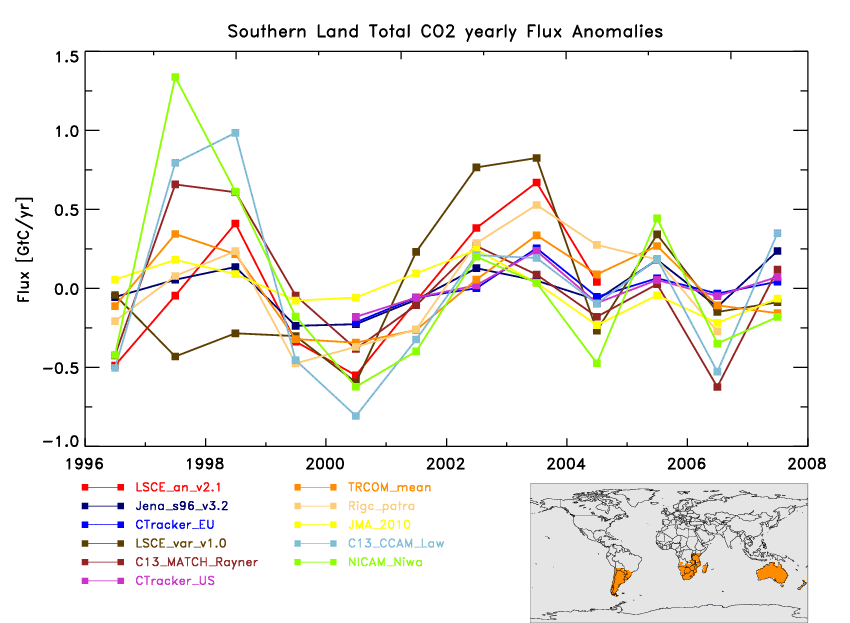 Southern Land Total CO2 yearly Flux Anomalies
Flux [GtC/yr]
1.5
1.0
0.5
0.0
−0.5
−1.0
1996 1998 2000 2002 2004 2006 2008
LSCE_an_v2.1 TRCOM_mean
Jena_s96_v3.2 Rigc_patra
CTracker_EU JMA_2010
LSCE_var_v1.0 C13_CCAM_Law
C13_MATCH_Rayner NICAM_Niwa
CTracker_US